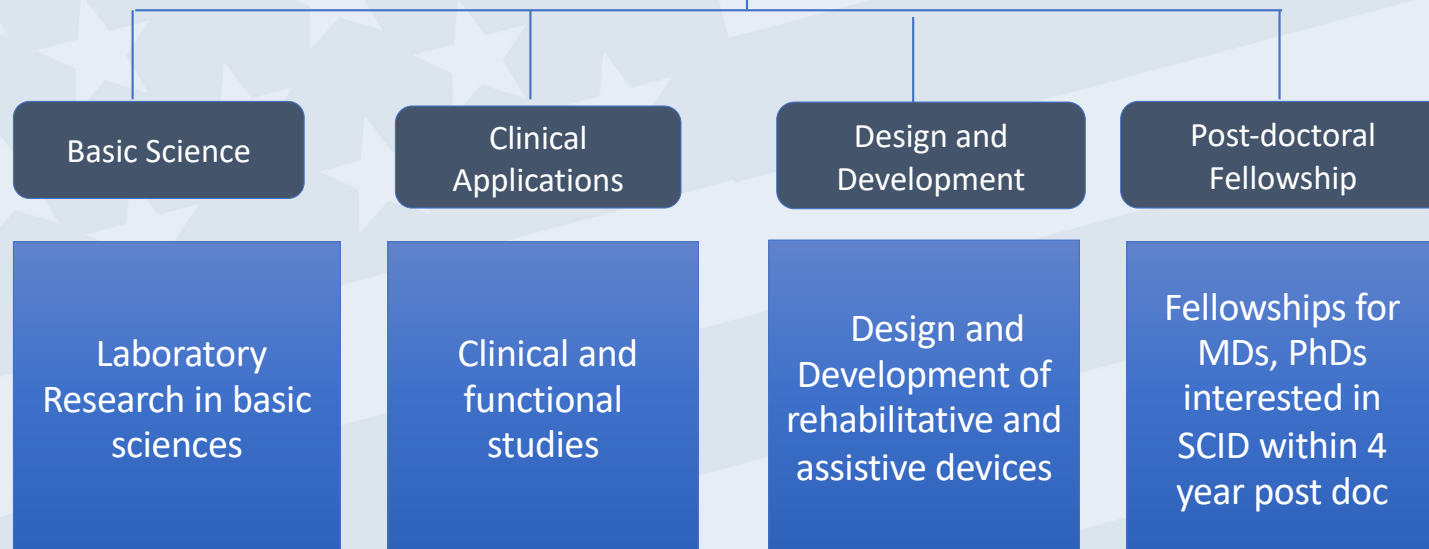 Basic Science
Clinical
Applications
Design and
Development
Post-doctoral
Fellowship
Laboratory
Research in basic
sciences
Clinical and
functional
studies
Design and
Development of
rehabilitative and
assistive devices
Fellowships for
MDs, PhDs
interested in
SCID within 4
year post doc